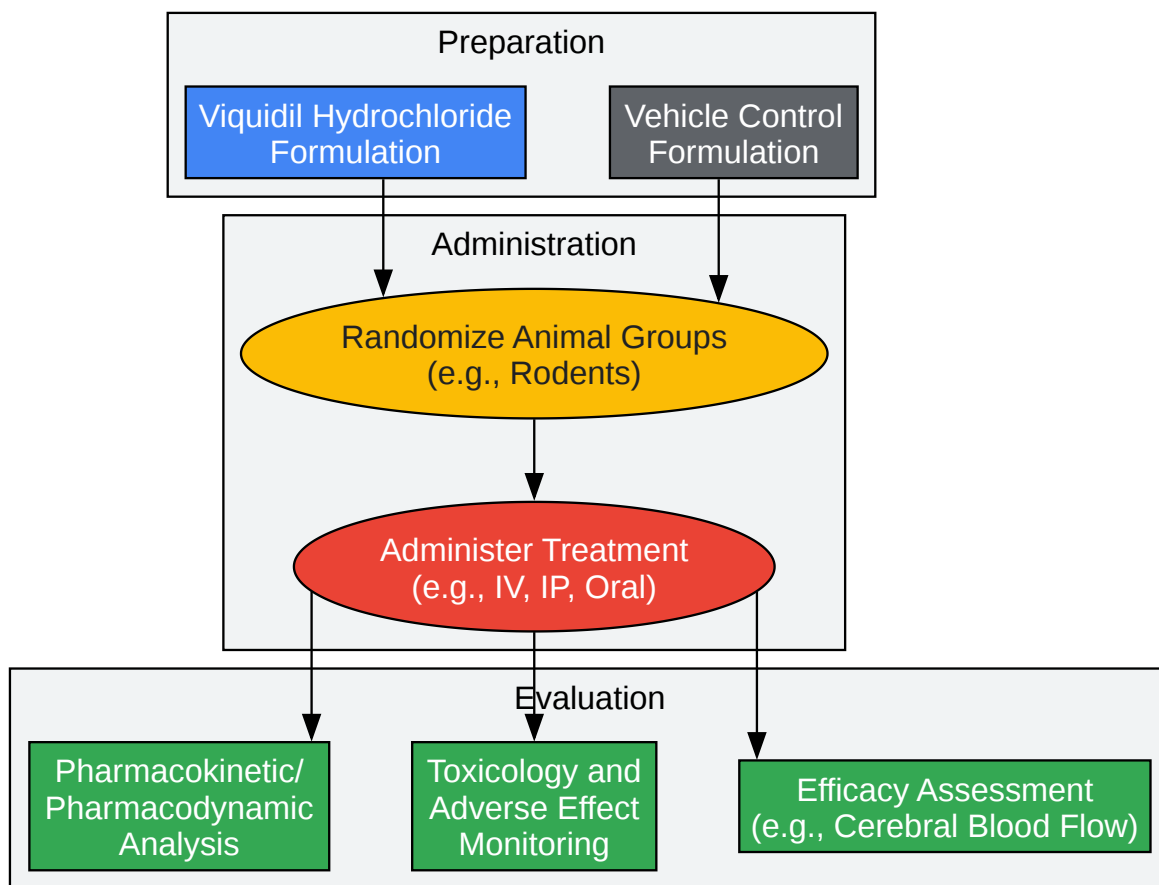 Preparation
Viquidil Hydrochloride
Formulation
Vehicle Control
Formulation
Administration
Randomize Animal Groups
(e.g., Rodents)
Administer Treatment
(e.g., IV, IP, Oral)
Evaluation
Pharmacokinetic/
Pharmacodynamic
Analysis
Toxicology and
Adverse Effect
Monitoring
Efficacy Assessment
(e.g., Cerebral Blood Flow)